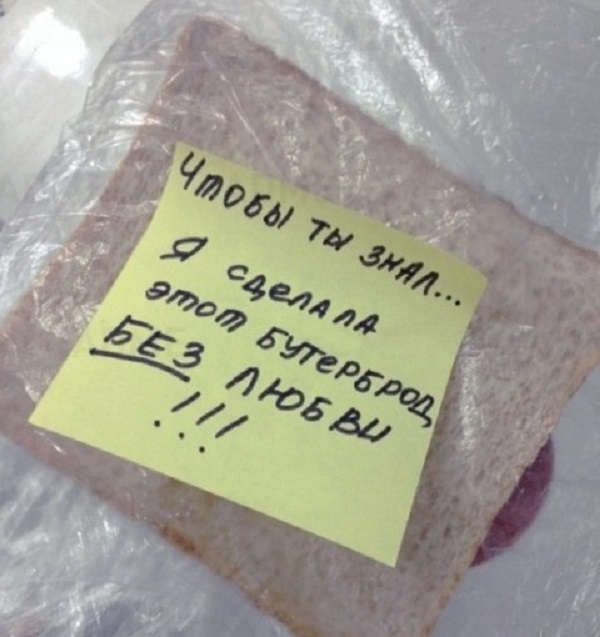 Чтобы ты знал...
Я сделала
этот бутерброд
БЕЗ любви
!!!